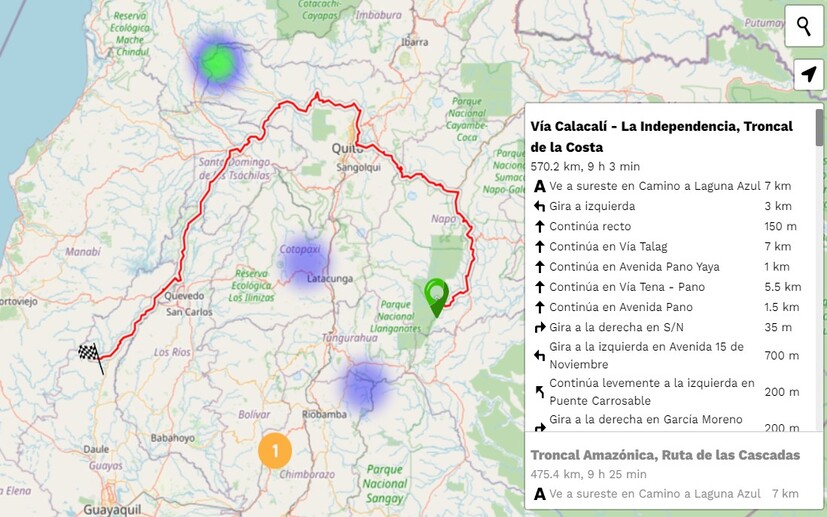 Cotacachi
Cayapas
Imbabura
Putumayo
Reserva
Ecológica
Mache
Chindul
Ibarra
Parque
Nacional
Cayambe-
Coca
Quito
Sangolquí
Santo Domingo
de los Tsáchilas
Parque
Nacional
Sumaco
Napo-Galeras
Napo
Manabí
Cotopaxi
Reserva
Ecológica
Los Ilinizas
Latacunga
Quevedo
San Carlos
Portoviejo
Parque
Nacional
Llanganates
Los Ríos
Tungurahua
Bolívar
Riobamba
1
Chimborazo
Babahoyo
Daule
Guayas
Elena
Guayaquil
Parque
Nacional
Sangay
Vía Calacalí - La Independencia, Troncal
de la Costa
570.2 km, 9 h 3 min
Ve a sureste en Camino a Laguna Azul 7 km
Gira a izquierda 3 km
Continúa recto 150 m
Continúa en Vía Talag 7 km
Continúa en Avenida Pano Yaya 1 km
Continúa en Vía Tena - Pano 5.5 km
Continúa en Avenida Pano 1.5 km
Gira a la derecha en S/N 35 m
Gira a la izquierda en Avenida 15 de
Noviembre 700 m
Continúa levemente a la izquierda en
Puente Carrosable 200 m
Gira a la derecha en García Moreno
200 m
Troncal Amazónica, Ruta de las Cascadas
475.4 km, 9 h 25 min
Ve a sureste en Camino a Laguna Azul 7 km